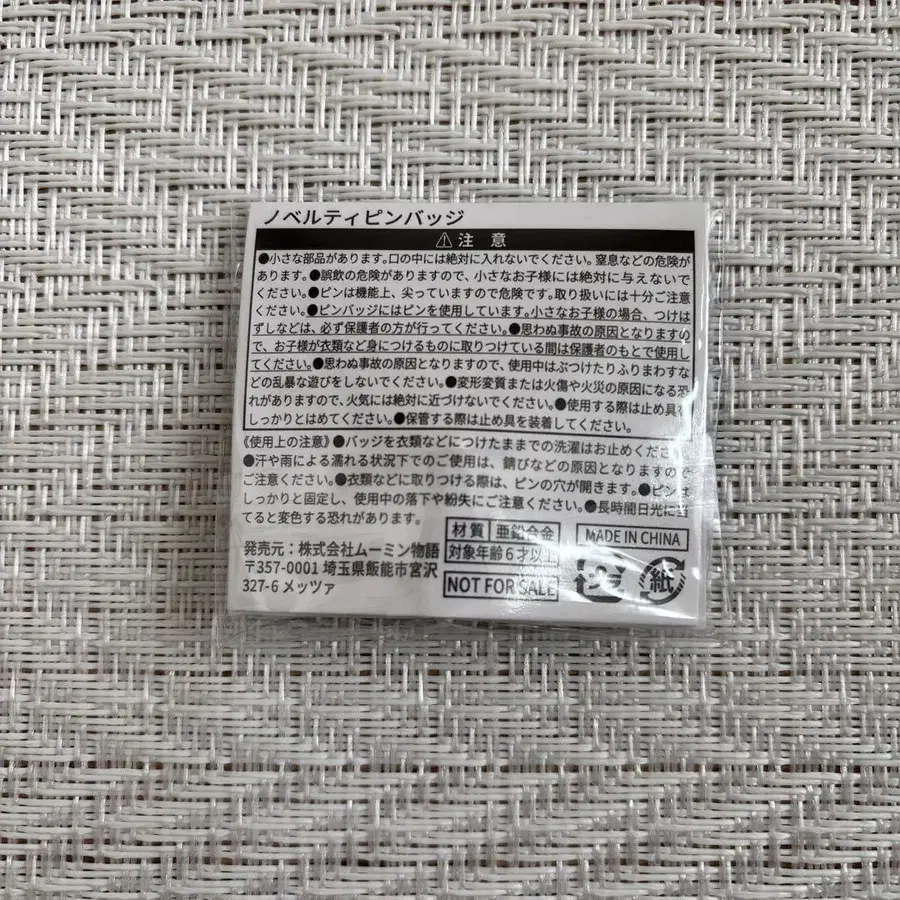 ノベルティピンバッジ
⚠注 意
●小さな部品があります。口の中には絶対に入れないでください。窒息などの危険が
あります。●誤飲の危険がありますので、小さなお子様には絶対に与えないで
ください。●ピンは機能上、尖っていますので危険です。取り扱いには十分ご注意
ください。●ピンバッジにはピンを使用しています。小さなお子様の場合、つけは
ずしなどは、必ず保護者の方が行ってください。●思わぬ事故の原因となりますの
で、お子様が衣類など身につけるものに取りつけている間は保護者のもとで使用し
てください。●思わぬ事故の原因となりますので、使用中はぶつけたりふりまわすな
どの乱暴な遊びをしないでください。●変形変質または火傷や火災の原因になる恐
れがありますので、火気には絶対に近づけないでください。●使用する際は止め具を
しっかりとはめてください。●保管する際は止め具を装着してください。
《使用上の注意》●バッジを衣類などにつけたままでの洗濯はお止めください。
●汗や雨による濡れる状況下でのご使用は、錆びなどの原因となりますので
ご注意ください。●衣類などに取りつける際は、ピンの穴が開きます。●ピンは
しっかりと固定し、使用中の落下や紛失にご注意ください。●長時間日光に当
てると変色する恐れがあります。
材質 亜鉛合金
MADE IN CHINA
対象年齢6才以上
NOT FOR SALE
紙
発売元：株式会社ムーミン物語
〒357-0001 埼玉県飯能市宮沢
327-6 メッツァ